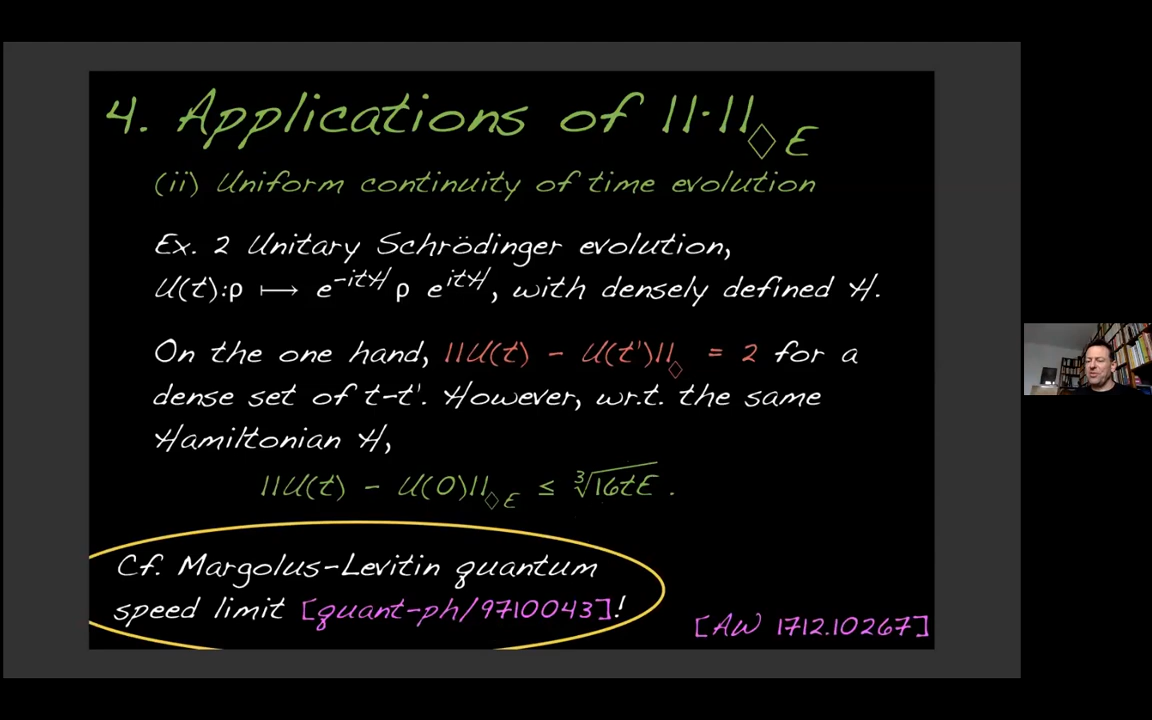 4. Applications of ||·||◇E
(ii) Uniform continuity of time evolution
Ex. 2 Unitary Schrödinger evolution,
U(t):ρ ⟼ e^-itH ρ e^itH, with densely defined H.
On the one hand, ||U(t) - U(t')||◇ = 2 for a
dense set of t-t'. However, w.r.t. the same
Hamiltonian H,
||U(t) - U(0)||◇E ≤ ∛16tE .
Cf. Margolus-Levitin quantum
speed limit [quant-ph/9710043]!
[AW 1712.10267]